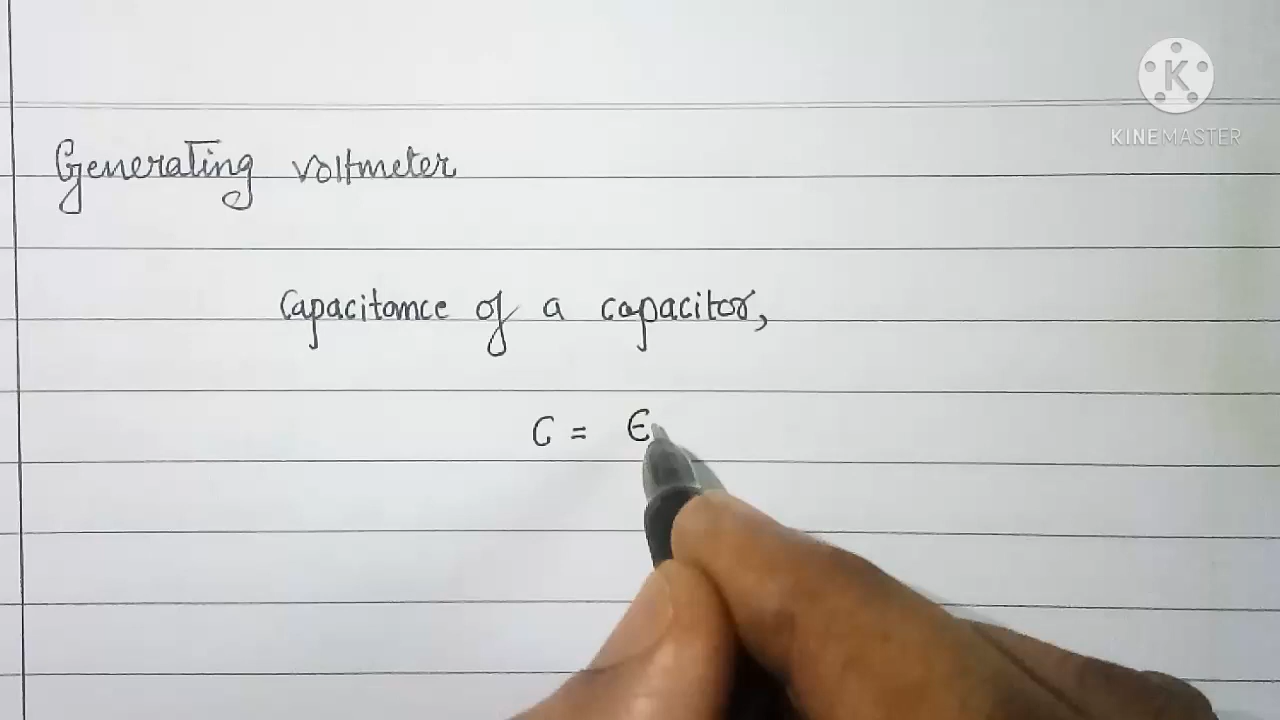 K
KINEMASTER
Generating voltmeter
Capacitance of a capacitor,
C = ϵ